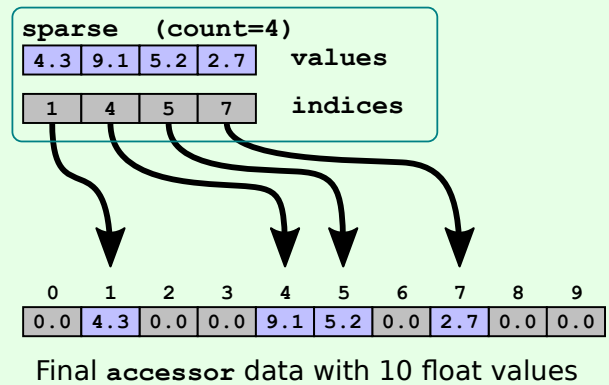 sparse (count=4)
4.3 9.1 5.2 2.7 values
1 4 5 7 indices
0 1 2 3 4 5 6 7 8 9
0.0 4.3 0.0 0.0 9.1 5.2 0.0 2.7 0.0 0.0
Final accessor data with 10 float values